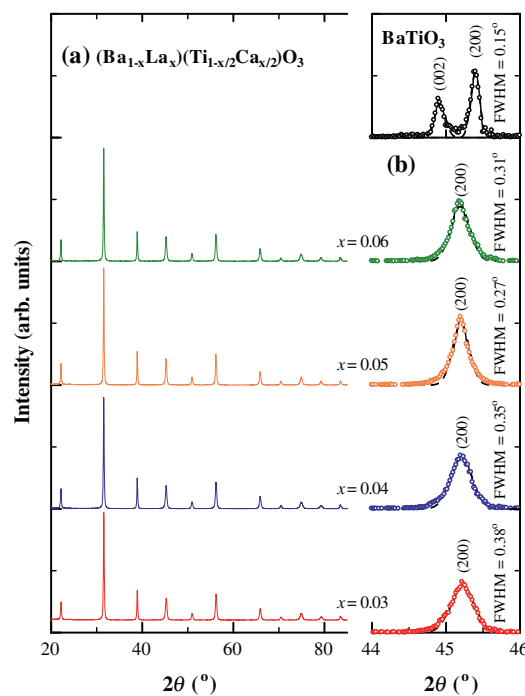 (a) (Ba1-xLax)(Ti1-x/2Cax/2)O3
BaTiO3
(002)
(200)
FWHM = 0.15°
(b)
x=0.06
(200)
FWHM = 0.31°
x=0.05
(200)
FWHM = 0.27°
x=0.04
(200)
FWHM = 0.35°
x=0.03
(200)
FWHM = 0.38°
Intensity (arb. units)
20 40 60 80 44 45 46
2θ (°) 2θ (°)